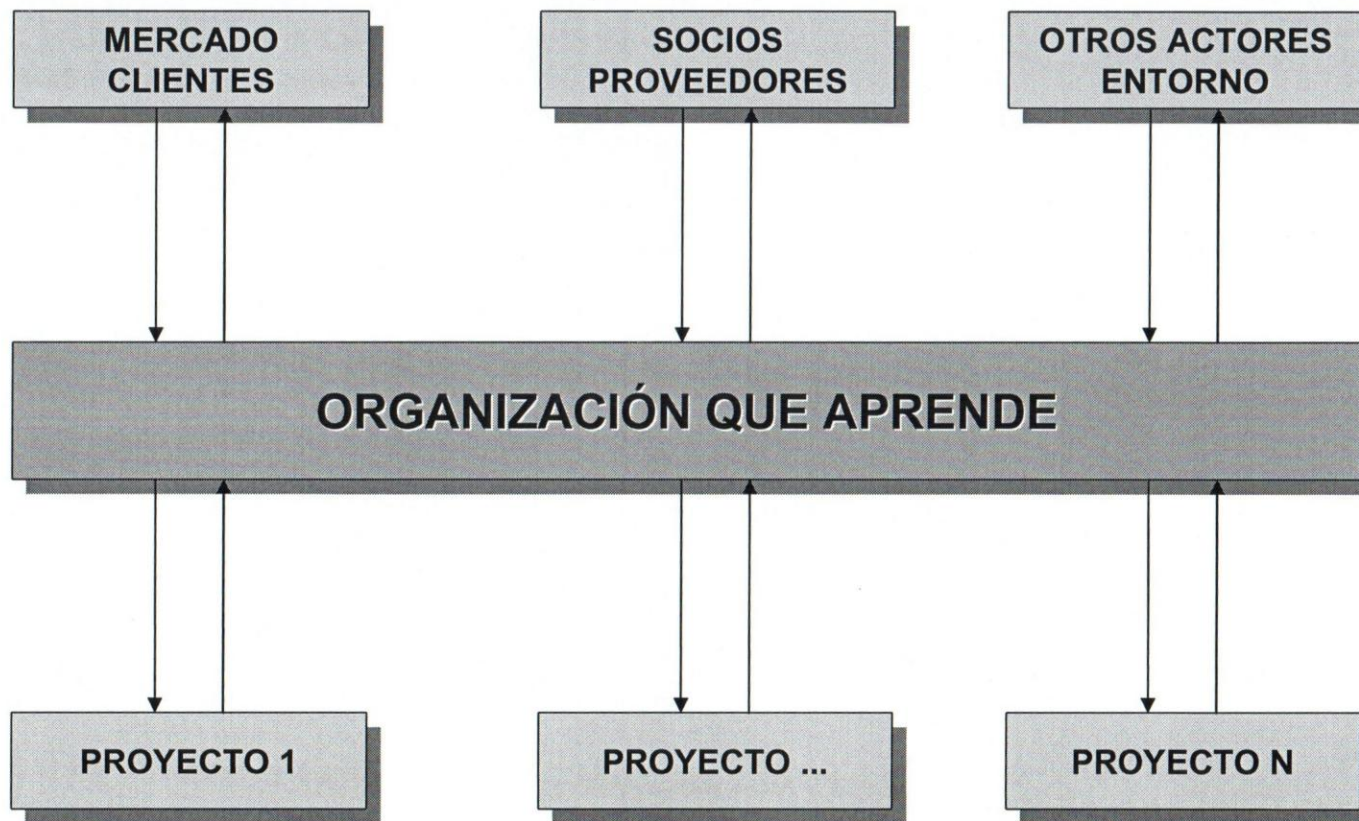 MERCADO
CLIENTES
SOCIOS
PROVEEDORES
OTROS ACTORES
ENTORNO
ORGANIZACIÓN QUE APRENDE
PROYECTO 1
PROYECTO ...
PROYECTO N